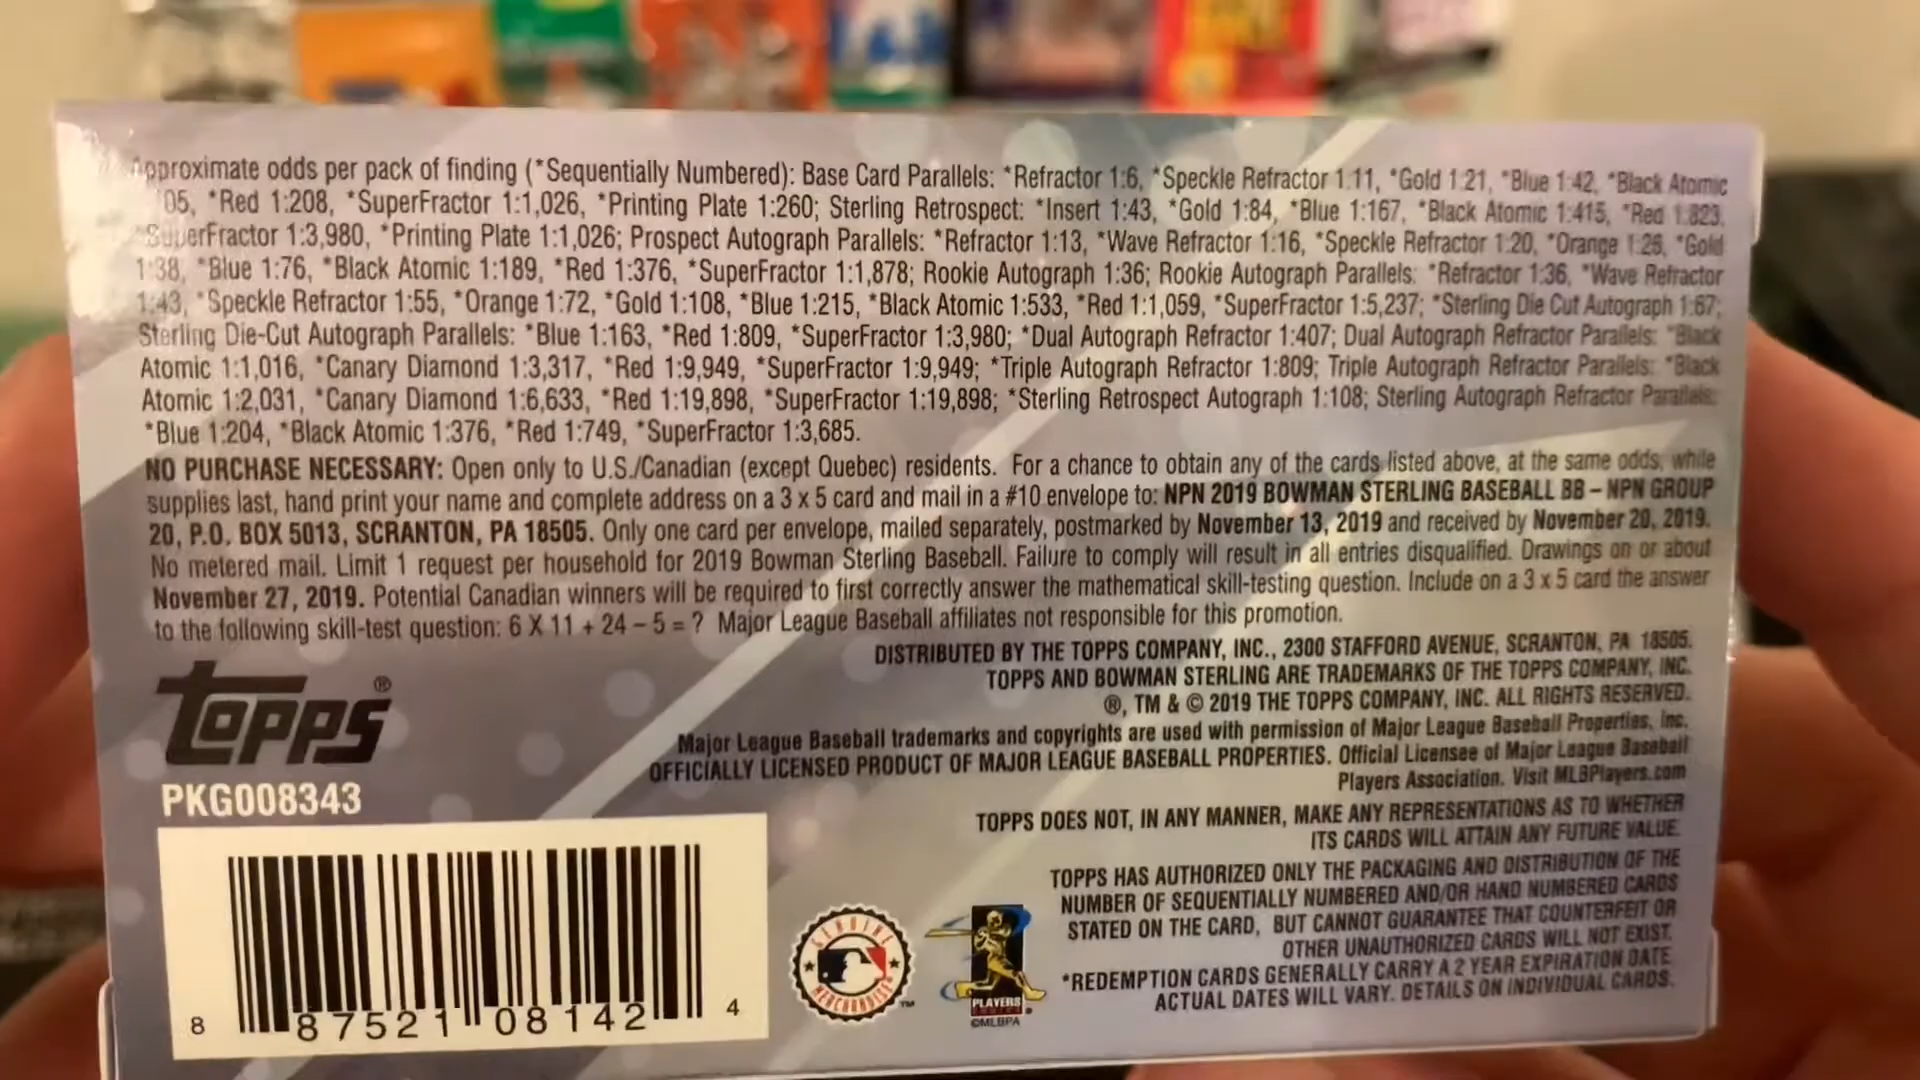 Approximate odds per pack of finding (*Sequentially Numbered): Base Card Parallels: *Refractor 1:6, *Speckle Refractor 1:11, *Gold 1:21, *Blue 1:42, *Black Atomic
05, *Red 1:208, *SuperFractor 1:1,026, *Printing Plate 1:260; Sterling Retrospect: *Insert 1:43, *Gold 1:84, *Blue 1:167, *Black Atomic 1:415, *Red 1:823,
*SuperFractor 1:3,980, *Printing Plate 1:1,026; Prospect Autograph Parallels: *Refractor 1:13, *Wave Refractor 1:16, *Speckle Refractor 1:20, *Orange 1:26, *Gold
1:38, *Blue 1:76, *Black Atomic 1:189, *Red 1:376, *SuperFractor 1:1,878; Rookie Autograph 1:36; Rookie Autograph Parallels: *Refractor 1:36, *Wave Refractor
1:43, *Speckle Refractor 1:55, *Orange 1:72, *Gold 1:108, *Blue 1:215, *Black Atomic 1:533, *Red 1:1,059, *SuperFractor 1:5,237; *Sterling Die Cut Autograph 1:67;
Sterling Die-Cut Autograph Parallels: *Blue 1:163, *Red 1:809, *SuperFractor 1:3,980; *Dual Autograph Refractor 1:407; Dual Autograph Refractor Parallels: *Black
Atomic 1:1,016, *Canary Diamond 1:3,317, *Red 1:9,949, *SuperFractor 1:9,949; *Triple Autograph Refractor 1:809; Triple Autograph Refractor Parallels: *Black
Atomic 1:2,031, *Canary Diamond 1:6,633, *Red 1:19,898, *SuperFractor 1:19,898; *Sterling Retrospect Autograph 1:108; Sterling Autograph Refractor Parallels:
*Blue 1:204, *Black Atomic 1:376, *Red 1:749, *SuperFractor 1:3,685.
NO PURCHASE NECESSARY: Open only to U.S./Canadian (except Quebec) residents. For a chance to obtain any of the cards listed above, at the same odds, while
supplies last, hand print your name and complete address on a 3 x 5 card and mail in a #10 envelope to: NPN 2019 BOWMAN STERLING BASEBALL BB – NPN GROUP
20, P.O. BOX 5013, SCRANTON, PA 18505. Only one card per envelope, mailed separately, postmarked by November 13, 2019 and received by November 20, 2019.
No metered mail. Limit 1 request per household for 2019 Bowman Sterling Baseball. Failure to comply will result in all entries disqualified. Drawings on or about
November 27, 2019. Potential Canadian winners will be required to first correctly answer the mathematical skill-testing question. Include on a 3 x 5 card the answer
to the following skill-test question: 6 X 11 + 24 – 5 = ? Major League Baseball affiliates not responsible for this promotion.
DISTRIBUTED BY THE TOPPS COMPANY, INC., 2300 STAFFORD AVENUE, SCRANTON, PA 18505.
TOPPS AND BOWMAN STERLING ARE TRADEMARKS OF THE TOPPS COMPANY, INC.
®, TM & © 2019 THE TOPPS COMPANY, INC. ALL RIGHTS RESERVED.
Major League Baseball trademarks and copyrights are used with permission of Major League Baseball Properties, Inc.
OFFICIALLY LICENSED PRODUCT OF MAJOR LEAGUE BASEBALL PROPERTIES. Official Licensee of Major League Baseball
Players Association. Visit MLBPlayers.com
TOPPS DOES NOT, IN ANY MANNER, MAKE ANY REPRESENTATIONS AS TO WHETHER
ITS CARDS WILL ATTAIN ANY FUTURE VALUE.
TOPPS HAS AUTHORIZED ONLY THE PACKAGING AND DISTRIBUTION OF THE
NUMBER OF SEQUENTIALLY NUMBERED AND/OR HAND NUMBERED CARDS
STATED ON THE CARD, BUT CANNOT GUARANTEE THAT COUNTERFEIT OR
OTHER UNAUTHORIZED CARDS WILL NOT EXIST.
*REDEMPTION CARDS GENERALLY CARRY A 2 YEAR EXPIRATION DATE.
ACTUAL DATES WILL VARY. DETAILS ON INDIVIDUAL CARDS.
TOPPS ®
PKG008343
8 87521 08142 4
GENUINE MERCHANDISE ™
PLAYERS CHOICE ®
©MLBPA